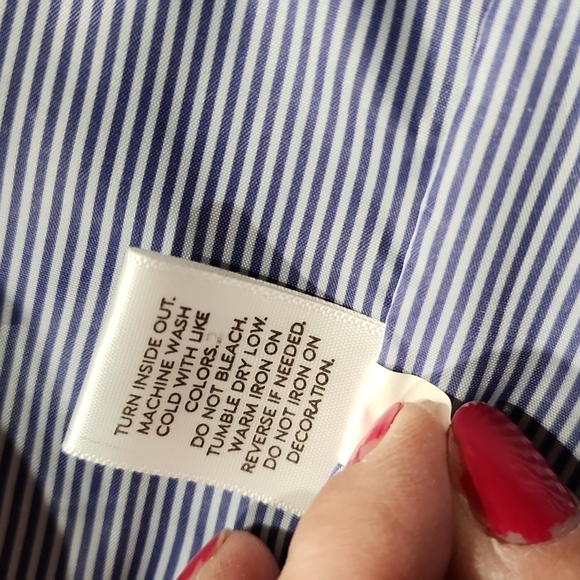 TURN INSIDE OUT.
MACHINE WASH
COLD WITH LIKE
COLORS.
DO NOT BLEACH.
TUMBLE DRY LOW.
WARM IRON ON
REVERSE IF NEEDED.
DO NOT IRON ON
DECORATION.